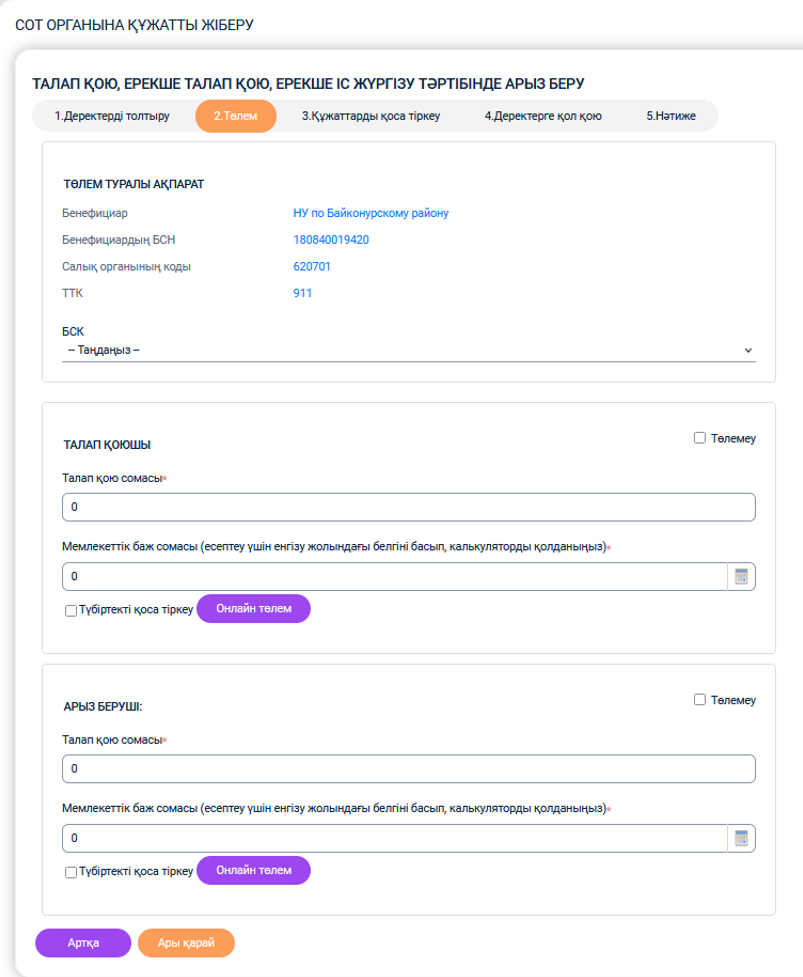 СОТ ОРГАНЫНА ҚҰЖАТТЫ ЖІБЕРУ
ТАЛАП ҚОЮ, ЕРЕКШЕ ТАЛАП ҚОЮ, ЕРЕКШЕ ІС ЖҮРГІЗУ ТӘРТІБІНДЕ АРЫЗ БЕРУ
1.Деректерді толтыру 2.Төлем 3.Құжаттарды қоса тіркеу 4.Деректерге қол қою 5.Нәтиже
ТӨЛЕМ ТУРАЛЫ АҚПАРАТ
Бенефициар НУ по Байконурскому району
Бенефициардың БСН 180840019420
Салық органының коды 620701
ТТК 911
БСК
-- Таңдаңыз --
ТАЛАП ҚОЮШЫ Төлемеу
Талап қою сомасы*
0
Мемлекеттік баж сомасы (есептеу үшін енгізу жолындағы белгіні басып, калькуляторды қолданыңыз)*
0
Түбіртекті қоса тіркеу Онлайн төлем
АРЫЗ БЕРУШІ: Төлемеу
Талап қою сомасы*
0
Мемлекеттік баж сомасы (есептеу үшін енгізу жолындағы белгіні басып, калькуляторды қолданыңыз)*
0
Түбіртекті қоса тіркеу Онлайн төлем
Артқа Ары қарай